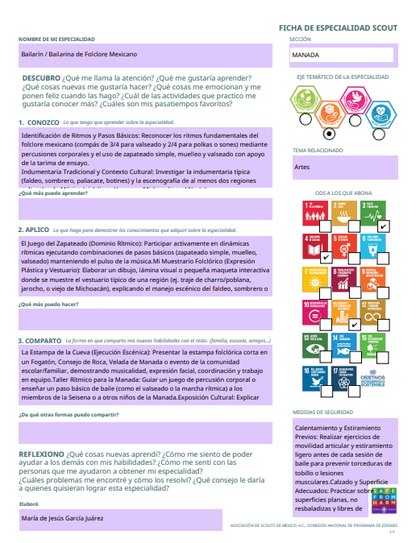 FICHA DE ESPECIALIDAD SCOUT
NOMBRE DE MI ESPECIALIDAD
Bailarín / Bailarina de Folclore Mexicano
SECCIÓN
MANADA
DESCUBRO ¿Qué me llama la atención? ¿Qué me gustaría aprender?
¿Qué cosas nuevas me gustaría hacer? ¿Qué cosas me emocionan y me
ponen feliz cuando las hago? ¿Cuál de las actividades que practico me
gustaría conocer más? ¿Cuáles son mis pasatiempos favoritos?
EJE TEMÁTICO DE LA ESPECIALIDAD
1. CONOZCO Lo que tengo que aprender sobre la especialidad.
Identificación de Ritmos y Pasos Básicos: Reconocer los ritmos fundamentales del
folclore mexicano (compás de 3/4 para valseado y 2/4 para polkas o sones) mediante
percusiones corporales y el uso de zapateado simple, muelleo y valseado con apoyo
de la tarima de ensayo.
Indumentaria Tradicional y Contexto Cultural: Investigar la indumentaria típica
(faldeo, sombrero, paliacate, botines) y la escenografía de al menos dos regiones
¿Qué más puedo aprender?
TEMA RELACIONADO
Artes
ODS A LOS QUE ABONA
2. APLICO Lo que hago para demostrar los conocimientos que adquirí sobre la especialidad.
El Juego del Zapateado (Dominio Rítmico): Participar activamente en dinámicas
rítmicas ejecutando combinaciones de pasos básicos (zapateado simple, muelleo,
valseado) manteniendo el pulso de la música.Mi Muestrario Folclórico (Expresión
Plástica y Vestuario): Elaborar un dibujo, lámina visual o pequeña maqueta interactiva
donde se muestre el vestuario típico de una región (ej. traje de charro/poblana,
jarocho, o viejo de Michoacán), explicando el manejo escénico del faldeo, sombrero o
¿Qué más puedo hacer?
3. COMPARTO La forma en que comparto mis nuevas habilidades con el resto. (familia, escuela, amigos...)
La Estampa de la Cueva (Ejecución Escénica): Presentar la estampa folclórica corta en
un Fogatón, Consejo de Roca, Velada de Manada o evento de la comunidad
escolar/familiar, demostrando musicalidad, expresión facial, coordinación y trabajo
en equipo.Taller Rítmico para la Manada: Guiar un juego de percusión corporal o
enseñar un paso básico de baile (como el valseado o la marcha rítmica) a los
miembros de la Seisena o a otros niños de la Manada.Exposición Cultural: Explicar
¿De qué otras formas puedo compartir?
MEDIDAS DE SEGURIDAD
Calentamiento y Estiramiento
Previos: Realizar ejercicios de
movilidad articular y estiramiento
ligero antes de cada sesión de
baile para prevenir torceduras de
tobillo o lesiones
musculares.Calzado y Superficie
Adecuados: Practicar sobre
superficies planas, no
resbalosas y libres de
SAFE
FROM
HARM
REFLEXIONO ¿Qué cosas nuevas aprendí? ¿Cómo me siento de poder
ayudar a los demás con mis habilidades? ¿Cómo me sentí con las
personas que me ayudaron a obtener mi especialidad?
¿Cuáles problemas me encontré y cómo los resolví? ¿Qué consejo le daría
a quienes quisieran lograr esta especialidad?
Elaboró
María de Jesús García Juárez
ASOCIACIÓN DE SCOUTS DE MÉXICO, A.C., COMISIÓN NACIONAL DE PROGRAMA DE JÓVENES